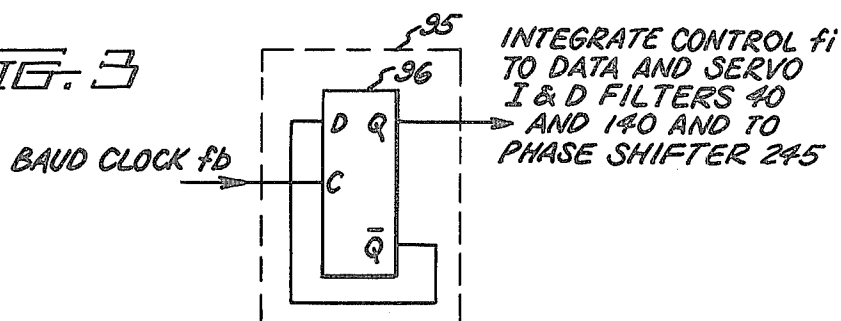 FIG. 3
95
96
INTEGRATE CONTROL fi
TO DATA AND SERVO
I & D FILTERS 40
AND 140 AND TO
PHASE SHIFTER 245
BAUD CLOCK fb
D Q
C
Q̅